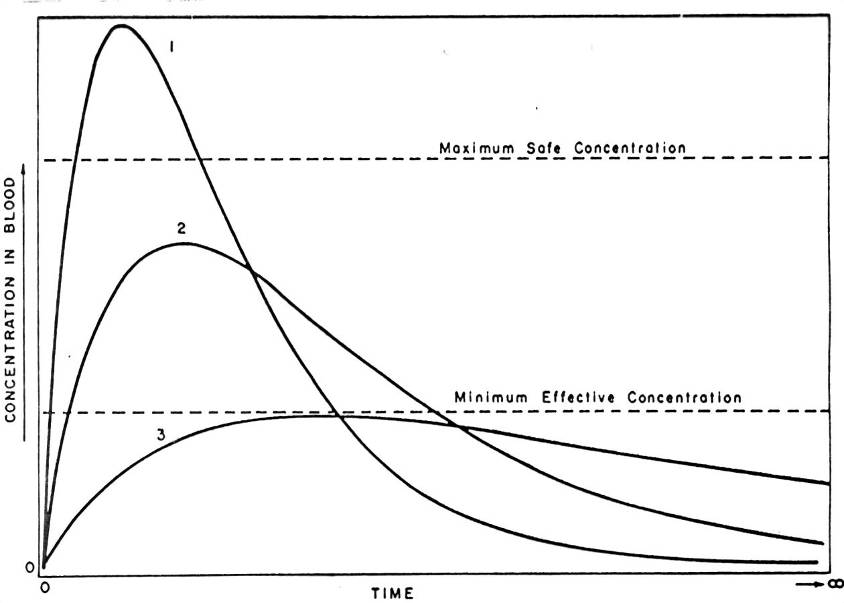 1
Maximum Safe Concentration
2
Minimum Effective Concentration
3
CONCENTRATION IN BLOOD
0
0
TIME
→∞